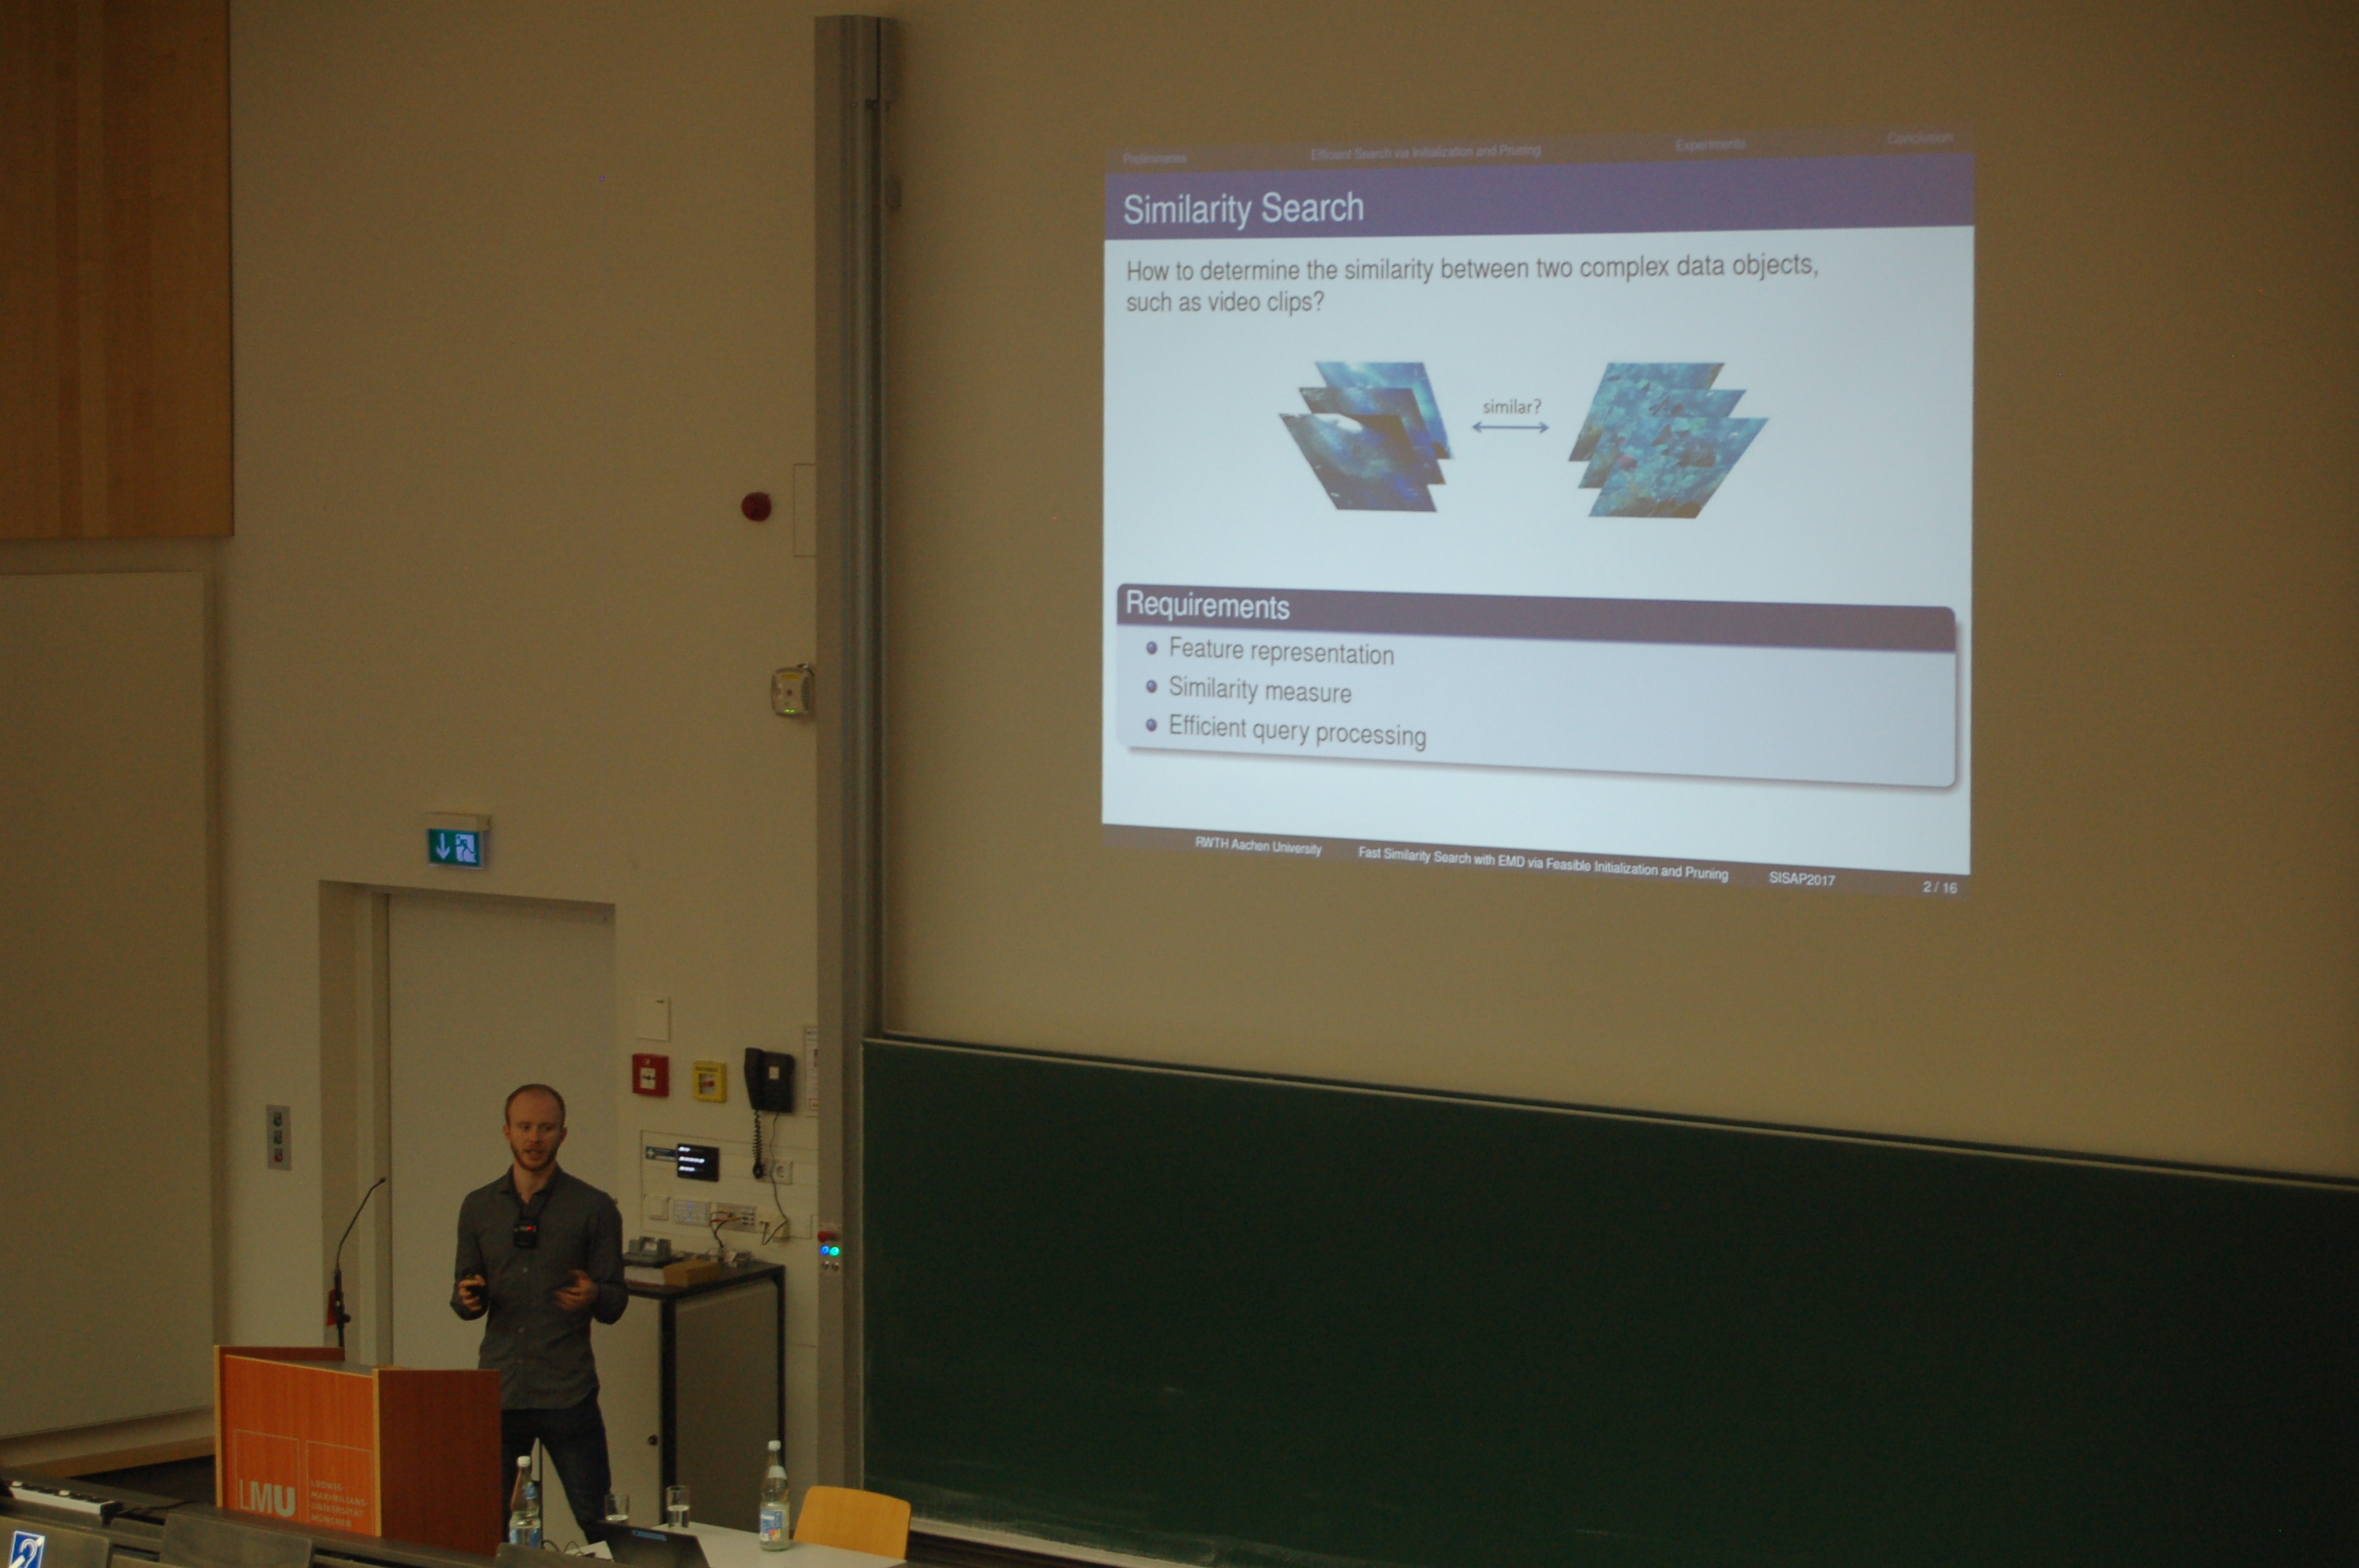 Preliminaries Efficient Search via Initialization and Pruning Experiments Conclusion
Similarity Search
How to determine the similarity between two complex data objects,
such as video clips?
similar?
Requirements
Feature representation
Similarity measure
Efficient query processing
RWTH Aachen University Fast Similarity Search with EMD via Feasible Initialization and Pruning SISAP2017 2 / 16
LMU
LUDWIG-
MAXIMILIANS-
UNIVERSITÄT
MÜNCHEN